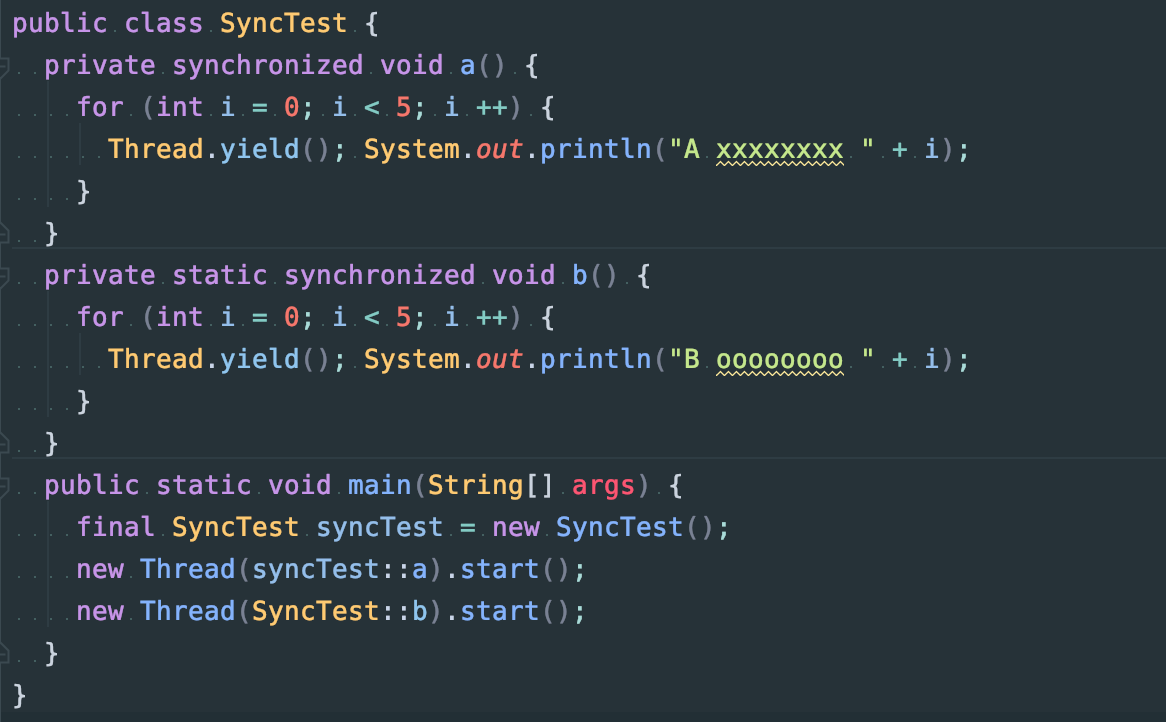 public class SyncTest {
  private synchronized void a() {
    for (int i = 0; i < 5; i ++) {
      Thread.yield(); System.out.println("A xxxxxxxx " + i);
    }
  }
  private static synchronized void b() {
    for (int i = 0; i < 5; i ++) {
      Thread.yield(); System.out.println("B oooooooo " + i);
    }
  }
  public static void main(String[] args) {
    final SyncTest syncTest = new SyncTest();
    new Thread(syncTest::a).start();
    new Thread(SyncTest::b).start();
  }
}